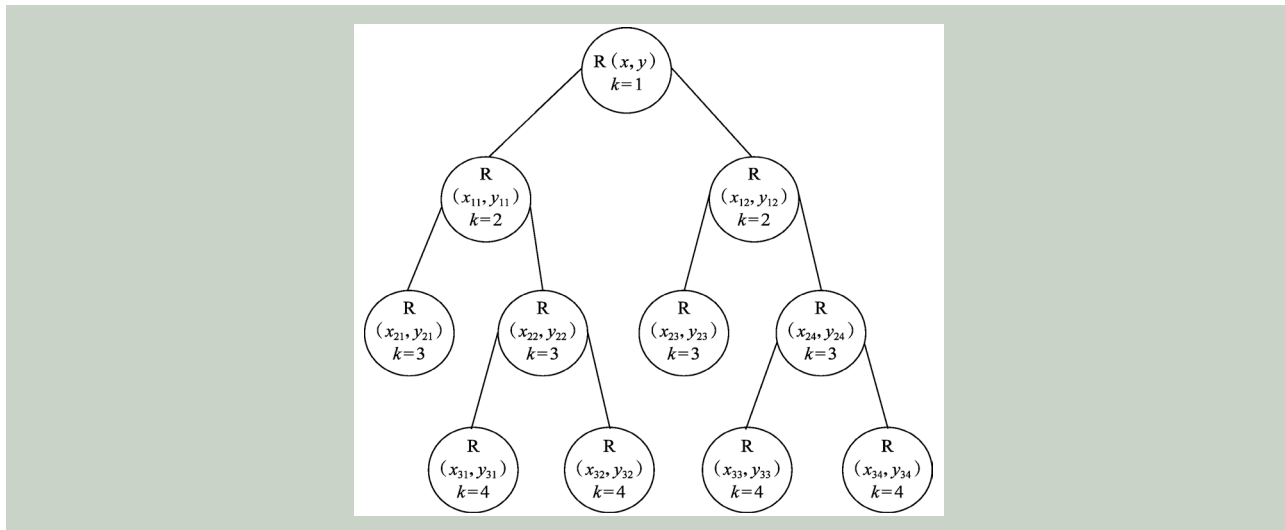 R (x, y)
k=1
R
(x₁₁, y₁₁)
k=2
R
(x₁₂, y₁₂)
k=2
R
(x₂₁, y₂₁)
k=3
R
(x₂₂, y₂₂)
k=3
R
(x₂₃, y₂₃)
k=3
R
(x₂₄, y₂₄)
k=3
R
(x₃₁, y₃₁)
k=4
R
(x₃₂, y₃₂)
k=4
R
(x₃₃, y₃₃)
k=4
R
(x₃₄, y₃₄)
k=4